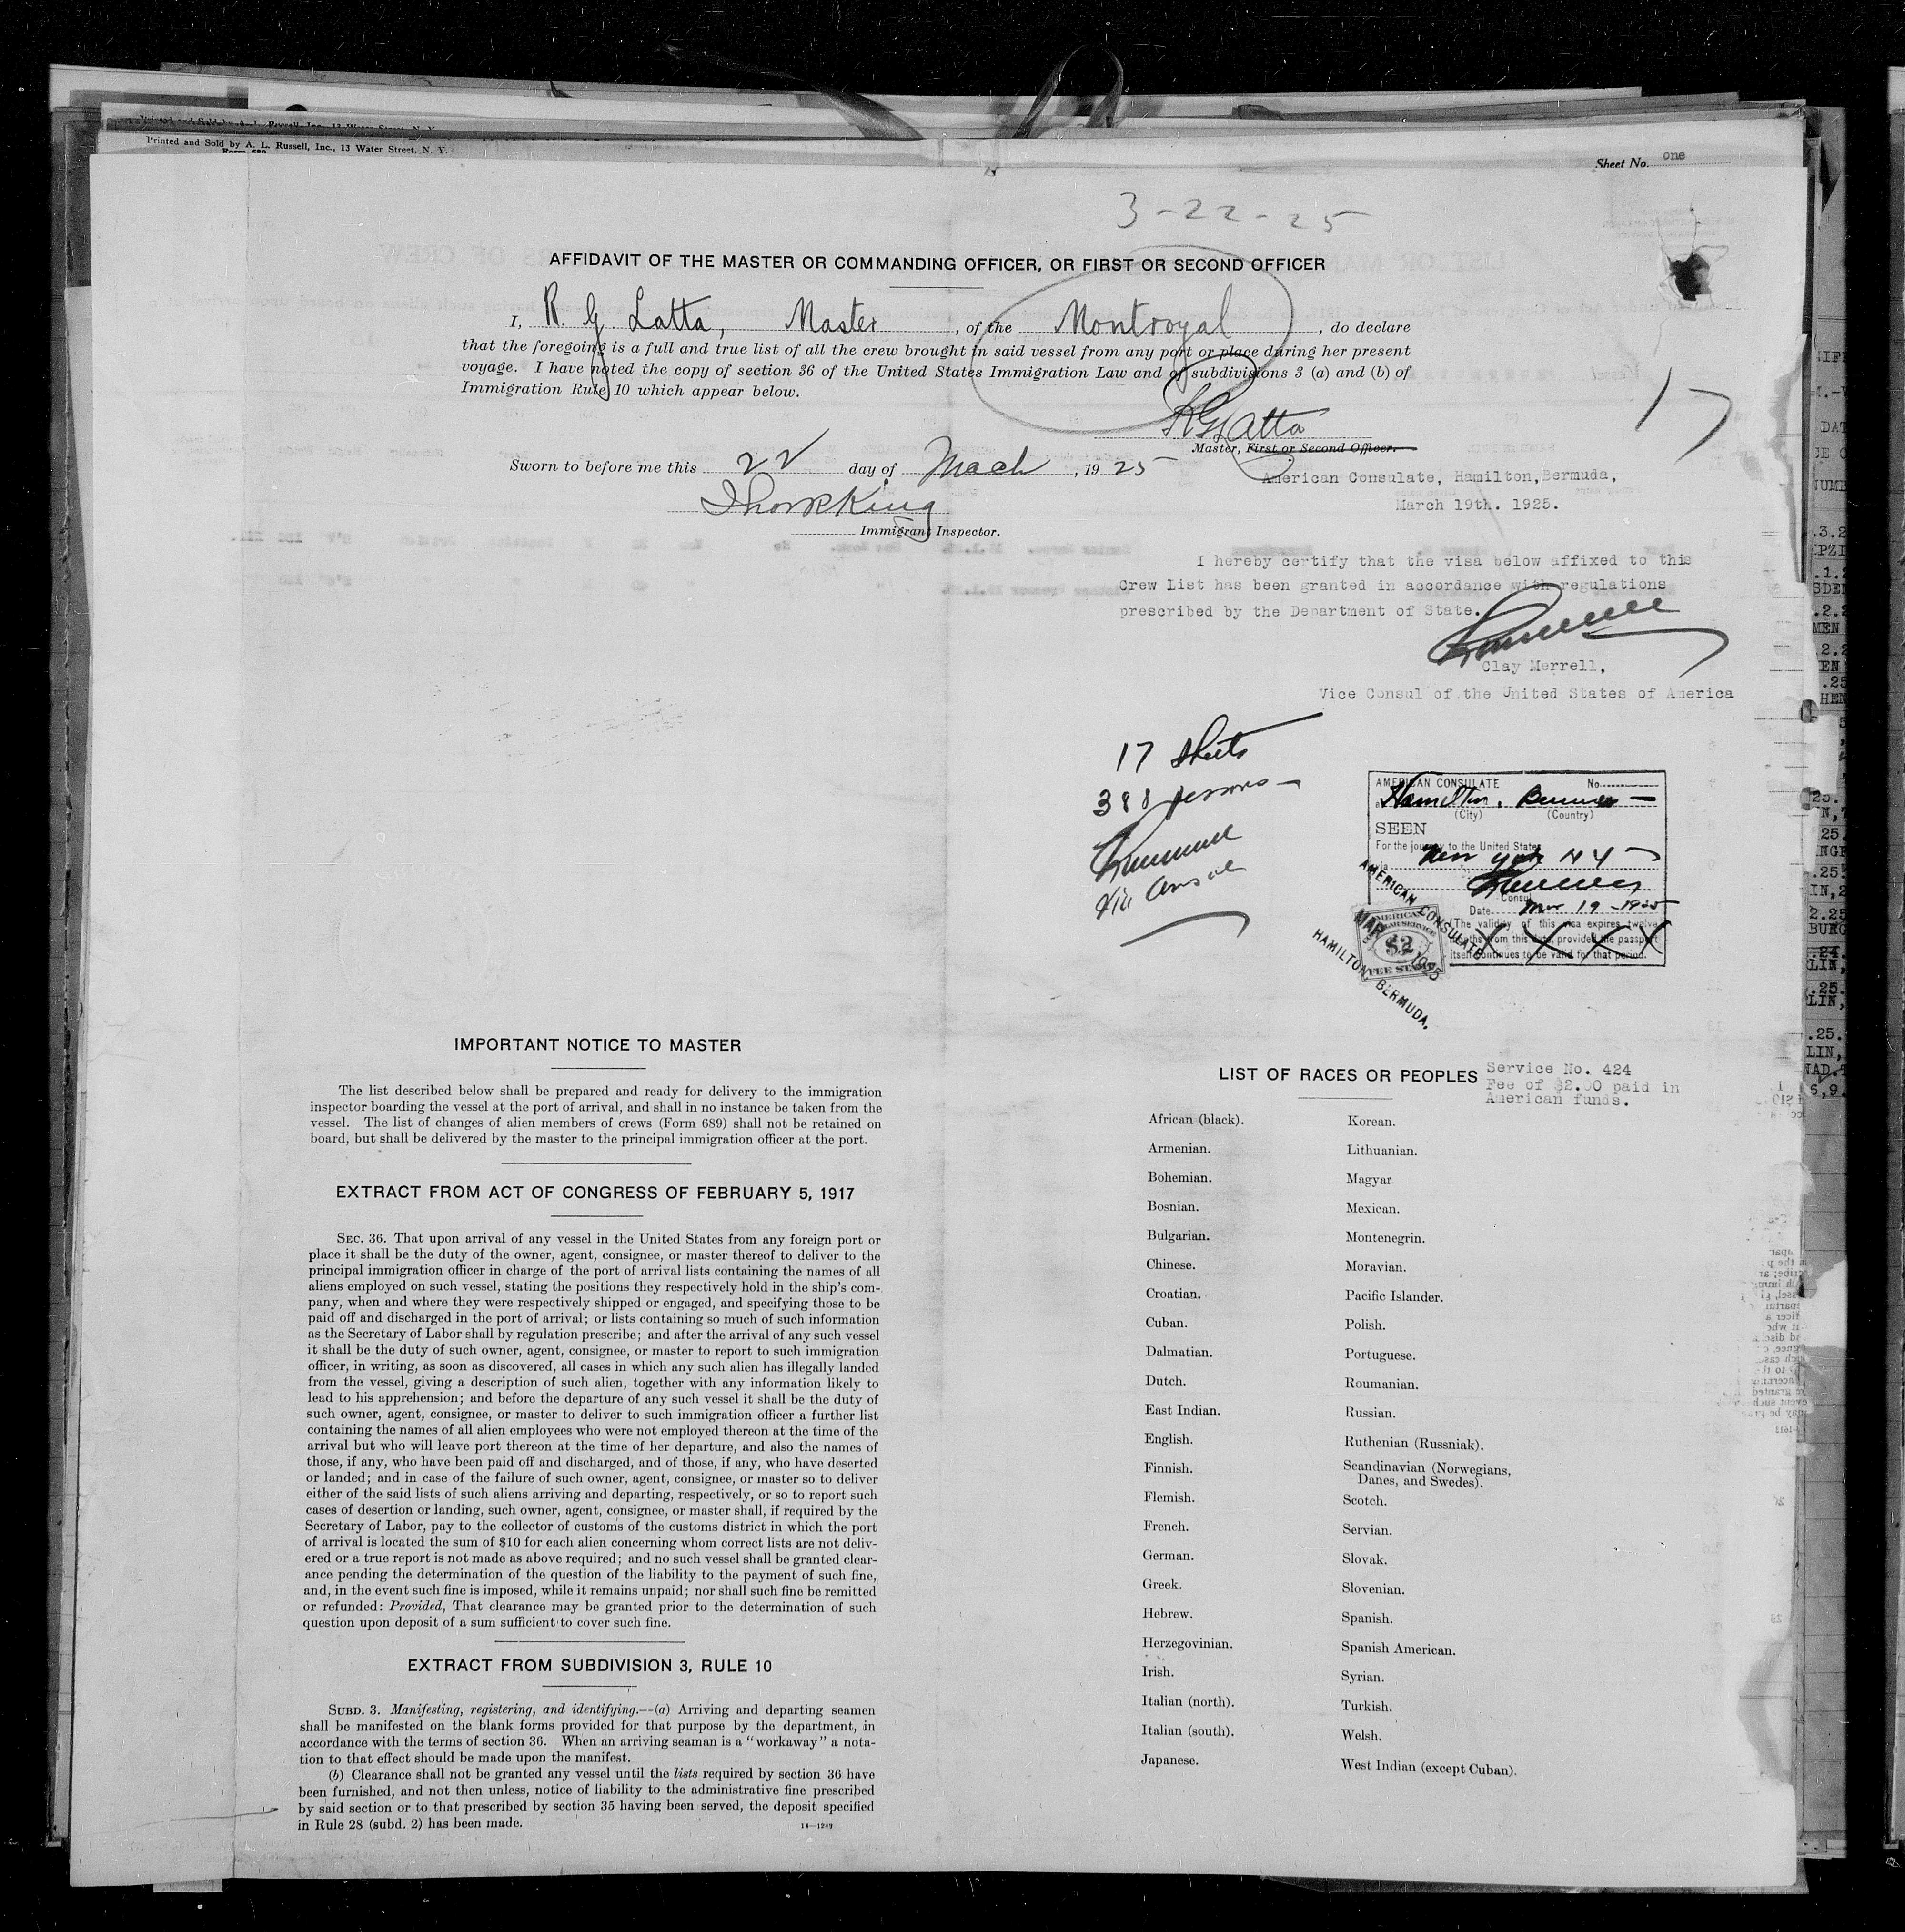 Printed and Sold by A. L. Russell, Inc., 13 Water Street, N. Y.
Sheet No. one
3-22-25
AFFIDAVIT OF THE MASTER OR COMMANDING OFFICER, OR FIRST OR SECOND OFFICER
I, R. G. Latta, Master, of the Montroyal, do declare
that the foregoing is a full and true list of all the crew brought in said vessel from any port or place during her present
voyage. I have noted the copy of section 36 of the United States Immigration Law and of subdivisions 3 (a) and (b) of
Immigration Rule 10 which appear below.
17
RG Latta
Master, First or Second Officer.
Sworn to before me this 22 day of Mach, 1925
Immigrant Inspector.
American Consulate, Hamilton,Bermuda,
March 19th. 1925.
I hereby certify that the visa below affixed to this
Crew List has been granted in accordance with regulations
prescribed by the Department of State.
Clay Merrell,
Vice Consul of the United States of America
17 sheets
388 persons
AMERICAN CONSULATE No.
at Hamilton, Bermuda
(City) (Country)
SEEN
For the journey to the United States
via New York NY
Consul
Date Mar 19-1925
The validity of this visa expires twelve
months from this date, provided the passport
itself continues to be valid for that period.
AMERICAN CONSULATE
MAR 1925
HAMILTON, BERMUDA.
AMERICAN
CONSULAR SERVICE
$2
FEE STAMP
IMPORTANT NOTICE TO MASTER
The list described below shall be prepared and ready for delivery to the immigration
inspector boarding the vessel at the port of arrival, and shall in no instance be taken from the
vessel. The list of changes of alien members of crews (Form 689) shall not be retained on
board, but shall be delivered by the master to the principal immigration officer at the port.
EXTRACT FROM ACT OF CONGRESS OF FEBRUARY 5, 1917
SEC. 36. That upon arrival of any vessel in the United States from any foreign port or
place it shall be the duty of the owner, agent, consignee, or master thereof to deliver to the
principal immigration officer in charge of the port of arrival lists containing the names of all
aliens employed on such vessel, stating the positions they respectively hold in the ship's com-
pany, when and where they were respectively shipped or engaged, and specifying those to be
paid off and discharged in the port of arrival; or lists containing so much of such information
as the Secretary of Labor shall by regulation prescribe; and after the arrival of any such vessel
it shall be the duty of such owner, agent, consignee, or master to report to such immigration
officer, in writing, as soon as discovered, all cases in which any such alien has illegally landed
from the vessel, giving a description of such alien, together with any information likely to
lead to his apprehension; and before the departure of any such vessel it shall be the duty of
such owner, agent, consignee, or master to deliver to such immigration officer a further list
containing the names of all alien employees who were not employed thereon at the time of the
arrival but who will leave port thereon at the time of her departure, and also the names of
those, if any, who have been paid off and discharged, and of those, if any, who have deserted
or landed; and in case of the failure of such owner, agent, consignee, or master so to deliver
either of the said lists of such aliens arriving and departing, respectively, or so to report such
cases of desertion or landing, such owner, agent, consignee, or master shall, if required by the
Secretary of Labor, pay to the collector of customs of the customs district in which the port
of arrival is located the sum of $10 for each alien concerning whom correct lists are not deliv-
ered or a true report is not made as above required; and no such vessel shall be granted clear-
ance pending the determination of the question of the liability to the payment of such fine,
and, in the event such fine is imposed, while it remains unpaid; nor shall such fine be remitted
or refunded: Provided, That clearance may be granted prior to the determination of such
question upon deposit of a sum sufficient to cover such fine.
EXTRACT FROM SUBDIVISION 3, RULE 10
SUBD. 3. Manifesting, registering, and identifying.—(a) Arriving and departing seamen
shall be manifested on the blank forms provided for that purpose by the department, in
accordance with the terms of section 36. When an arriving seaman is a "workaway" a nota-
tion to that effect should be made upon the manifest.
(b) Clearance shall not be granted any vessel until the lists required by section 36 have
been furnished, and not then unless, notice of liability to the administrative fine prescribed
by said section or to that prescribed by section 35 having been served, the deposit specified
in Rule 28 (subd. 2) has been made.
14—1249
LIST OF RACES OR PEOPLES
Service No. 424
Fee of $2.00 paid in
American funds.
African (black).
Armenian.
Bohemian.
Bosnian.
Bulgarian.
Chinese.
Croatian.
Cuban.
Dalmatian.
Dutch.
East Indian.
English.
Finnish.
Flemish.
French.
German.
Greek.
Hebrew.
Herzegovinian.
Irish.
Italian (north).
Italian (south).
Japanese.
Korean.
Lithuanian.
Magyar
Mexican.
Montenegrin.
Moravian.
Pacific Islander.
Polish.
Portuguese.
Roumanian.
Russian.
Ruthenian (Russniak).
Scandinavian (Norwegians,
Danes, and Swedes).
Scotch.
Servian.
Slovak.
Slovenian.
Spanish.
Spanish American.
Syrian.
Turkish.
Welsh.
West Indian (except Cuban).